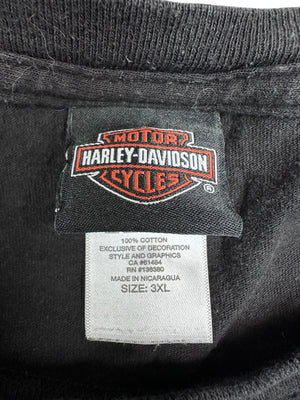 MOTOR
HARLEY-DAVIDSON
CYCLES
®
100% COTTON
EXCLUSIVE OF DECORATION
STYLE AND GRAPHICS
CA #61494
RN #136380
MADE IN NICARAGUA
SIZE: 3XL